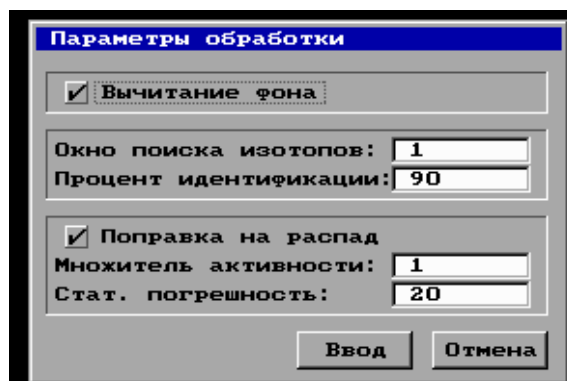 Параметры обработки
Вычитание фона
Окно поиска изотопов: 1
Процент идентификации: 90
Поправка на распад
Множитель активности: 1
Стат. погрешность: 20
Ввод Отмена